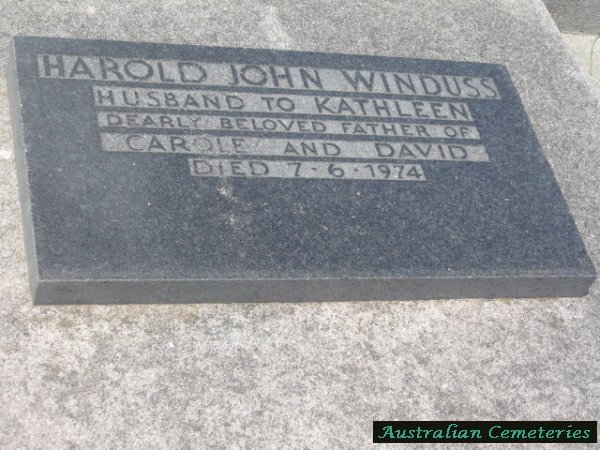 HAROLD JOHN WINDUSS
HUSBAND TO KATHLEEN
DEARLY BELOVED FATHER OF
CAROLE AND DAVID
DIED 7·6·1974
Australian Cemeteries